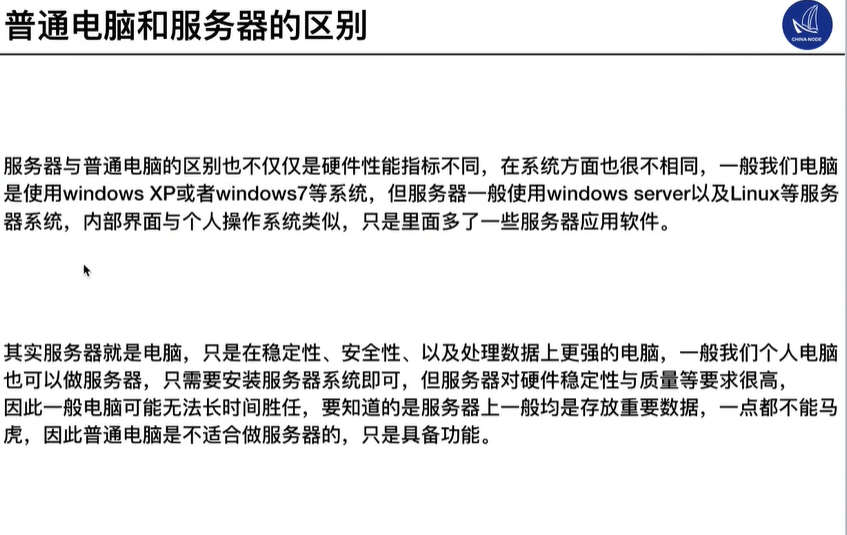 普通电脑和服务器的区别
CHINA-NODE
服务器与普通电脑的区别也不仅仅是硬件性能指标不同，在系统方面也很不相同，一般我们电脑
是使用windows XP或者windows7等系统，但服务器一般使用windows server以及Linux等服务
器系统，内部界面与个人操作系统类似，只是里面多了一些服务器应用软件。
其实服务器就是电脑，只是在稳定性、安全性、以及处理数据上更强的电脑，一般我们个人电脑
也可以做服务器，只需要安装服务器系统即可，但服务器对硬件稳定性与质量等要求很高，
因此一般电脑可能无法长时间胜任，要知道的是服务器上一般均是存放重要数据，一点都不能马
虎，因此普通电脑是不适合做服务器的，只是具备功能。